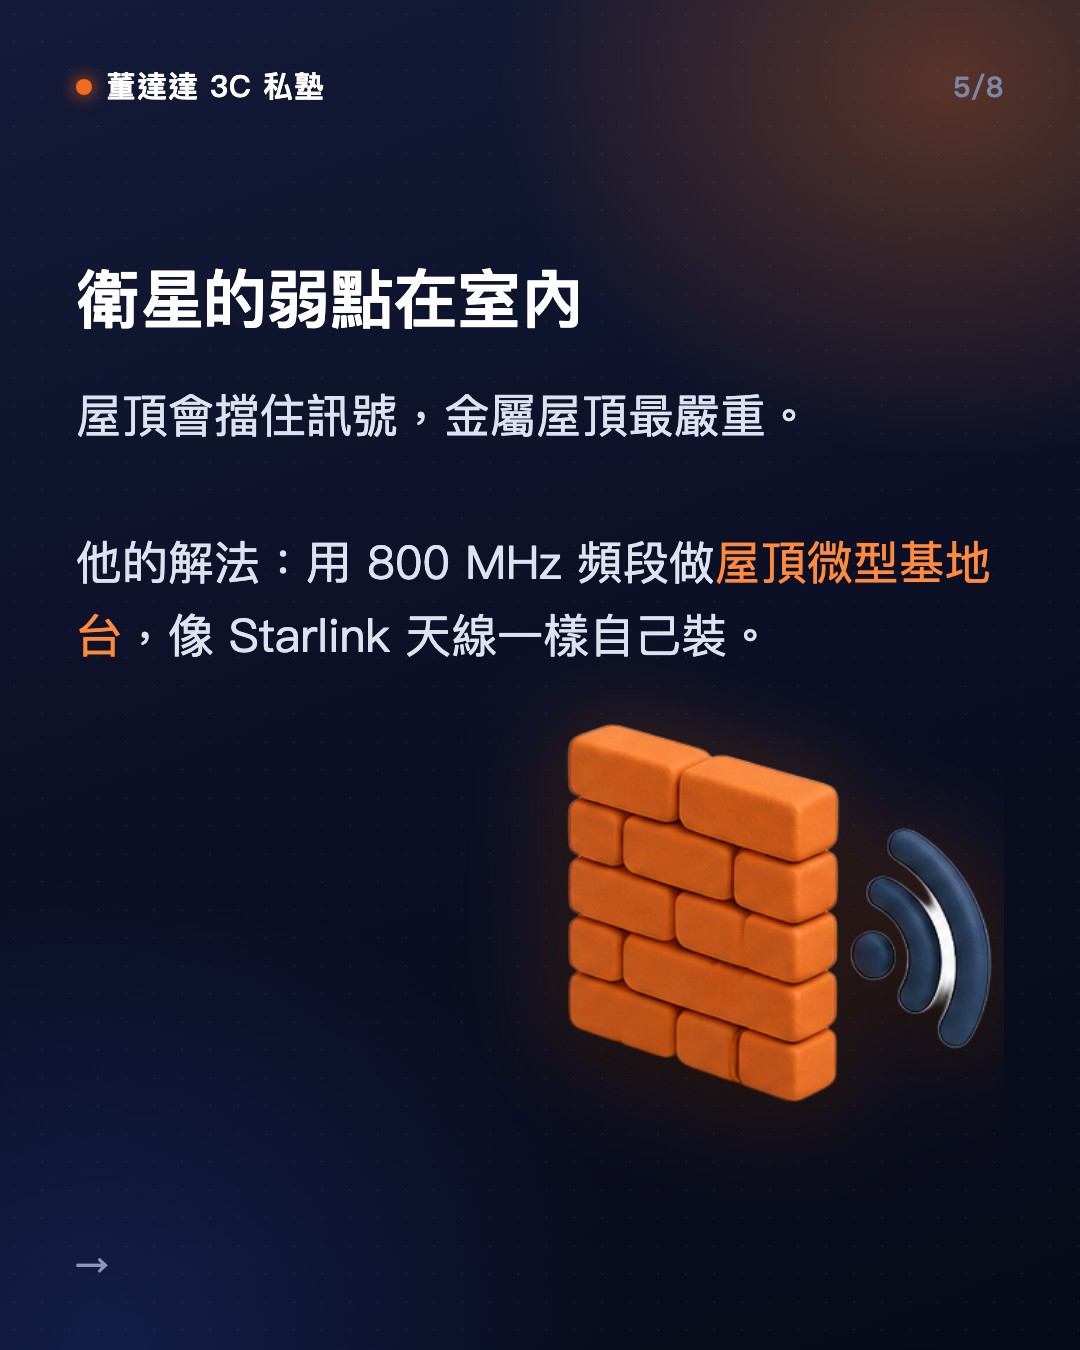 董達達 3C 私塾
5/8
衛星的弱點在室內
屋頂會擋住訊號，金屬屋頂最嚴重。
他的解法：用 800 MHz 頻段做屋頂微型基地
台，像 Starlink 天線一樣自己裝。
→